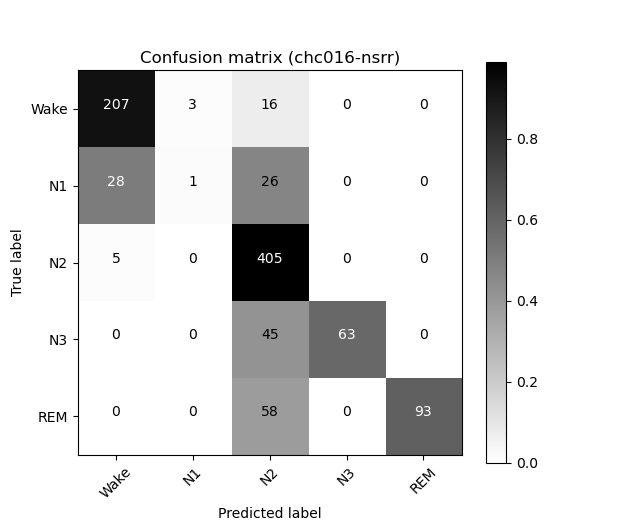 Confusion matrix (chc016-nsrr)
True label
Wake 207 3 16 0 0
N1 28 1 26 0 0
N2 5 0 405 0 0
N3 0 0 45 63 0
REM 0 0 58 0 93
Wake N1 N2 N3 REM
Predicted label
0.8
0.6
0.4
0.2
0.0